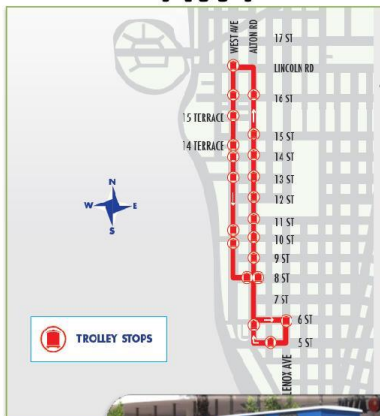 WEST AVE
ALTON RD
17 ST
LINCOLN RD
16 ST
15 TERRACE
15 ST
14 TERRACE
14 ST
13 ST
12 ST
11 ST
10 ST
9 ST
8 ST
7 ST
6 ST
5 ST
LENOX AVE
N
W E
S
TROLLEY STOPS